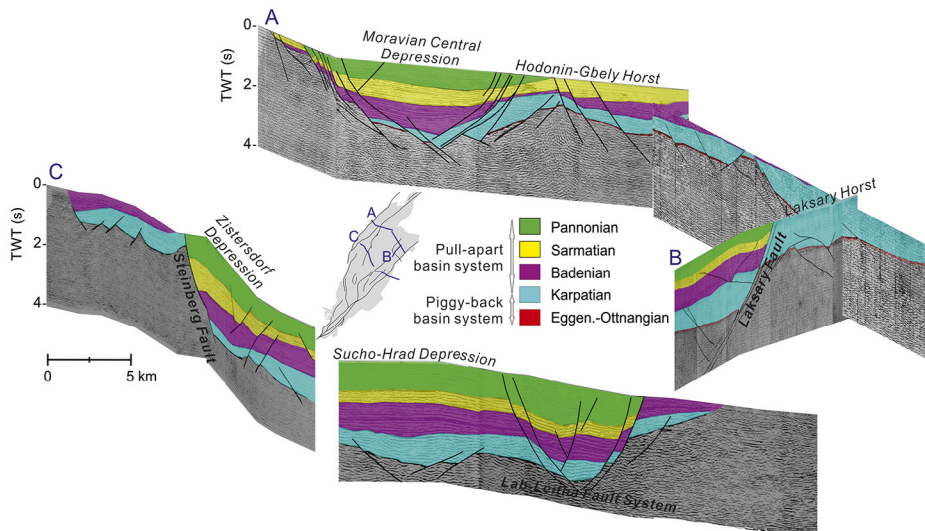 A
0
TWT (s)
2
4
Moravian Central
Depression
Hodonin-Gbely Horst
Laksary Horst
C
0
TWT (s)
2
4
Zistersdorf
Depression
Steinberg Fault
0 5 km
A
C
B
Pull-apart
basin system
Piggy-back
basin system
Pannonian
Sarmatian
Badenian
Karpatian
Eggen.-Ottnangian
B
Laksary Fault
Sucho-Hrad Depression
Lab-Leitha Fault System